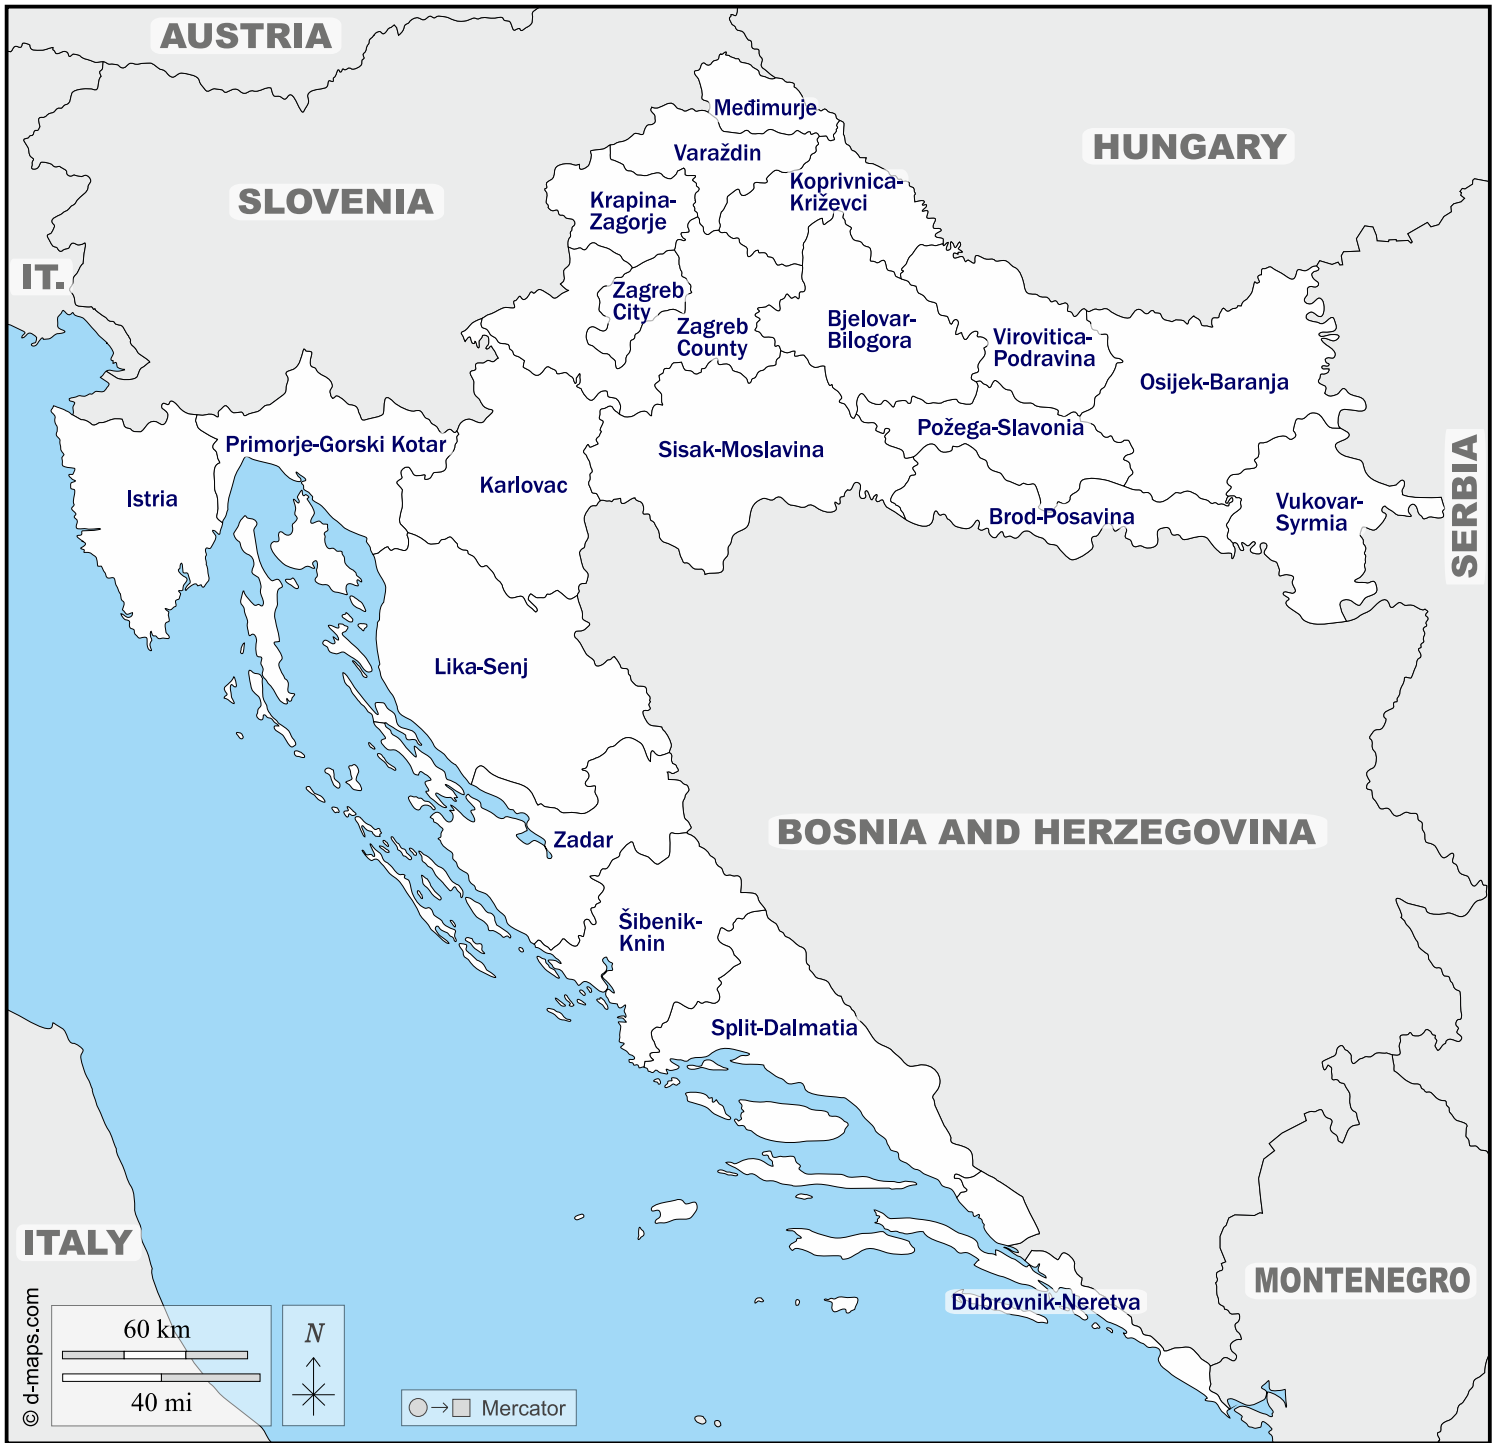 AUSTRIA
Međimurje
HUNGARY
Varaždin
Koprivnica-
Križevci
SLOVENIA
Krapina-
Zagorje
IT.
Zagreb
City
Zagreb
County
Bjelovar-
Bilogora
Virovitica-
Podravina
Osijek-Baranja
Požega-Slavonia
Primorje-Gorski Kotar
Sisak-Moslavina
Karlovac
Istria
Vukovar-
Syrmia
SERBIA
Brod-Posavina
Lika-Senj
Zadar
BOSNIA AND HERZEGOVINA
Šibenik-
Knin
Split-Dalmatia
ITALY
MONTENEGRO
Dubrovnik-Neretva
© d-maps.com
60 km
40 mi
N
Mercator